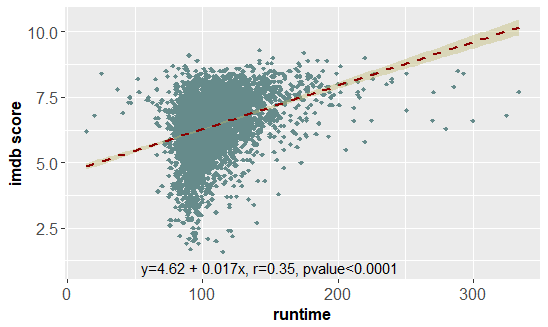 10.0
7.5
5.0
2.5
imdb score
y=4.62 + 0.017x, r=0.35, pvalue<0.0001
0
100
200
300
runtime